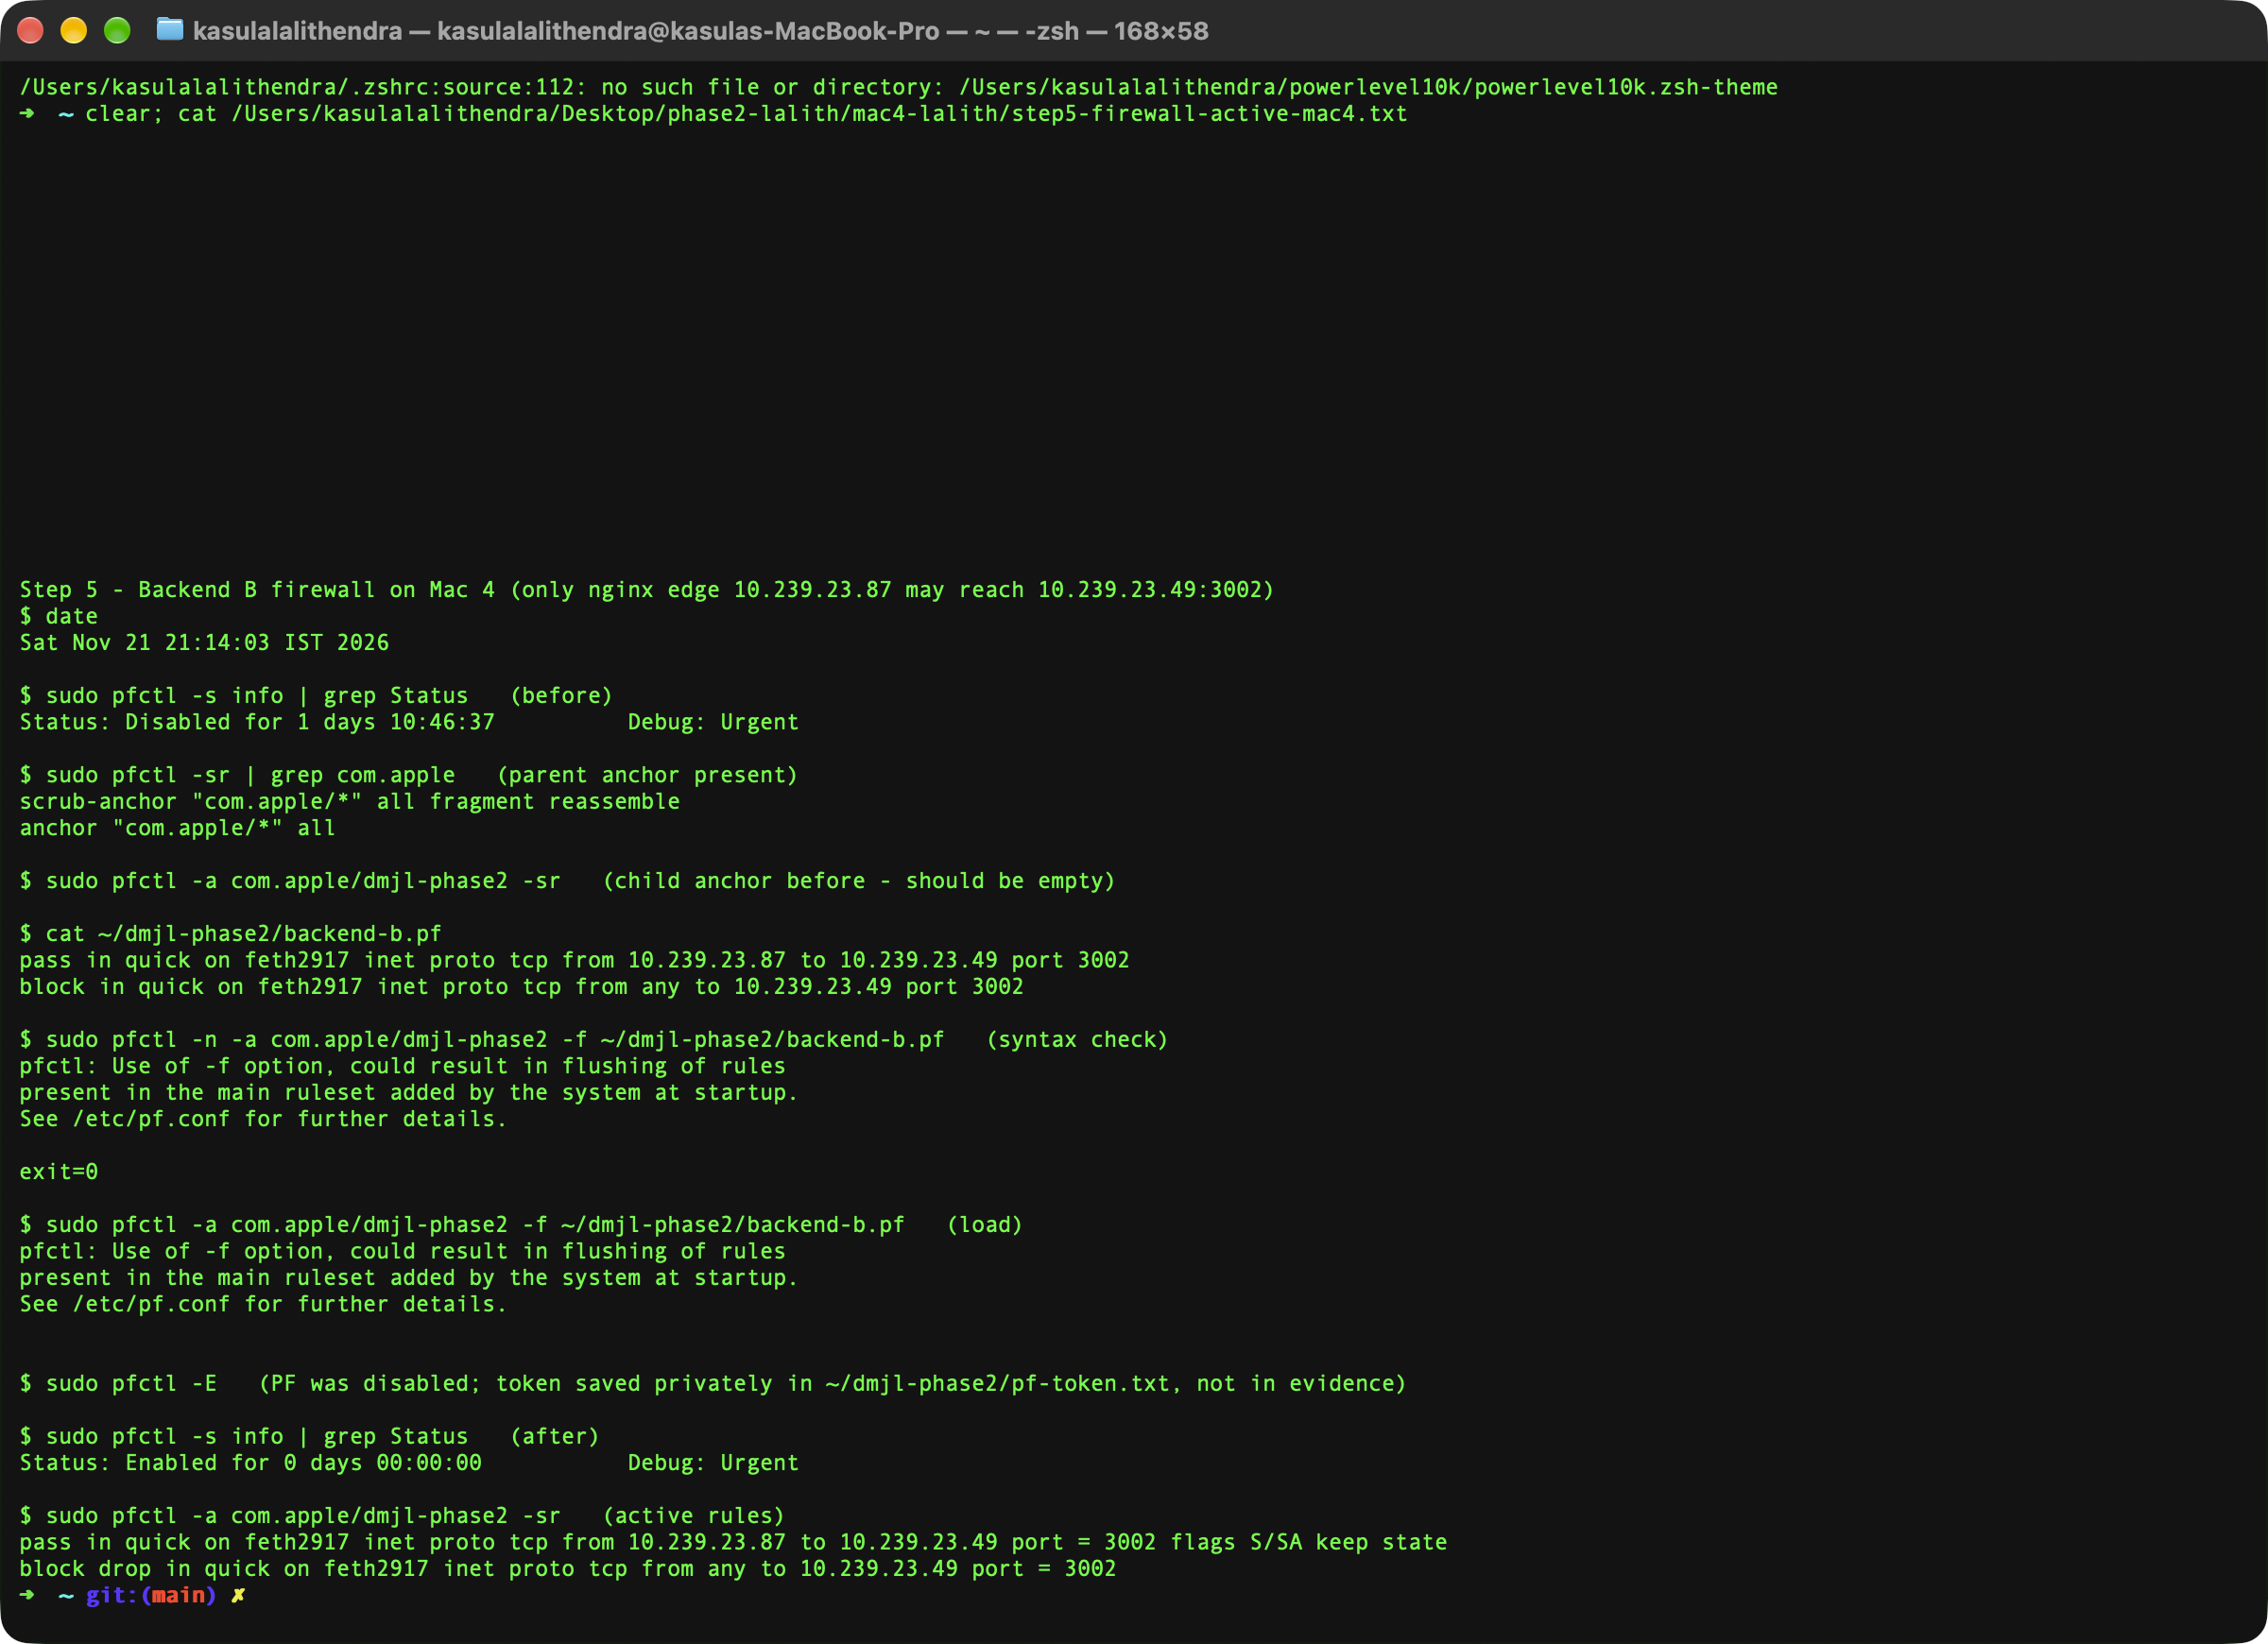 kasulalalithendra — kasulalalithendra@kasulas-MacBook-Pro — ~ — -zsh — 168×58
/Users/kasulalalithendra/.zshrc:source:112: no such file or directory: /Users/kasulalalithendra/powerlevel10k/powerlevel10k.zsh-theme
➜  ~ clear; cat /Users/kasulalalithendra/Desktop/phase2-lalith/mac4-lalith/step5-firewall-active-mac4.txt
Step 5 - Backend B firewall on Mac 4 (only nginx edge 10.239.23.87 may reach 10.239.23.49:3002)
$ date
Sat Nov 21 21:14:03 IST 2026
$ sudo pfctl -s info | grep Status   (before)
Status: Disabled for 1 days 10:46:37          Debug: Urgent
$ sudo pfctl -sr | grep com.apple   (parent anchor present)
scrub-anchor "com.apple/*" all fragment reassemble
anchor "com.apple/*" all
$ sudo pfctl -a com.apple/dmjl-phase2 -sr   (child anchor before - should be empty)
$ cat ~/dmjl-phase2/backend-b.pf
pass in quick on feth2917 inet proto tcp from 10.239.23.87 to 10.239.23.49 port 3002
block in quick on feth2917 inet proto tcp from any to 10.239.23.49 port 3002
$ sudo pfctl -n -a com.apple/dmjl-phase2 -f ~/dmjl-phase2/backend-b.pf   (syntax check)
pfctl: Use of -f option, could result in flushing of rules
present in the main ruleset added by the system at startup.
See /etc/pf.conf for further details.
exit=0
$ sudo pfctl -a com.apple/dmjl-phase2 -f ~/dmjl-phase2/backend-b.pf   (load)
pfctl: Use of -f option, could result in flushing of rules
present in the main ruleset added by the system at startup.
See /etc/pf.conf for further details.
$ sudo pfctl -E   (PF was disabled; token saved privately in ~/dmjl-phase2/pf-token.txt, not in evidence)
$ sudo pfctl -s info | grep Status   (after)
Status: Enabled for 0 days 00:00:00           Debug: Urgent
$ sudo pfctl -a com.apple/dmjl-phase2 -sr   (active rules)
pass in quick on feth2917 inet proto tcp from 10.239.23.87 to 10.239.23.49 port = 3002 flags S/SA keep state
block drop in quick on feth2917 inet proto tcp from any to 10.239.23.49 port = 3002
➜  ~ git:(main) ✗